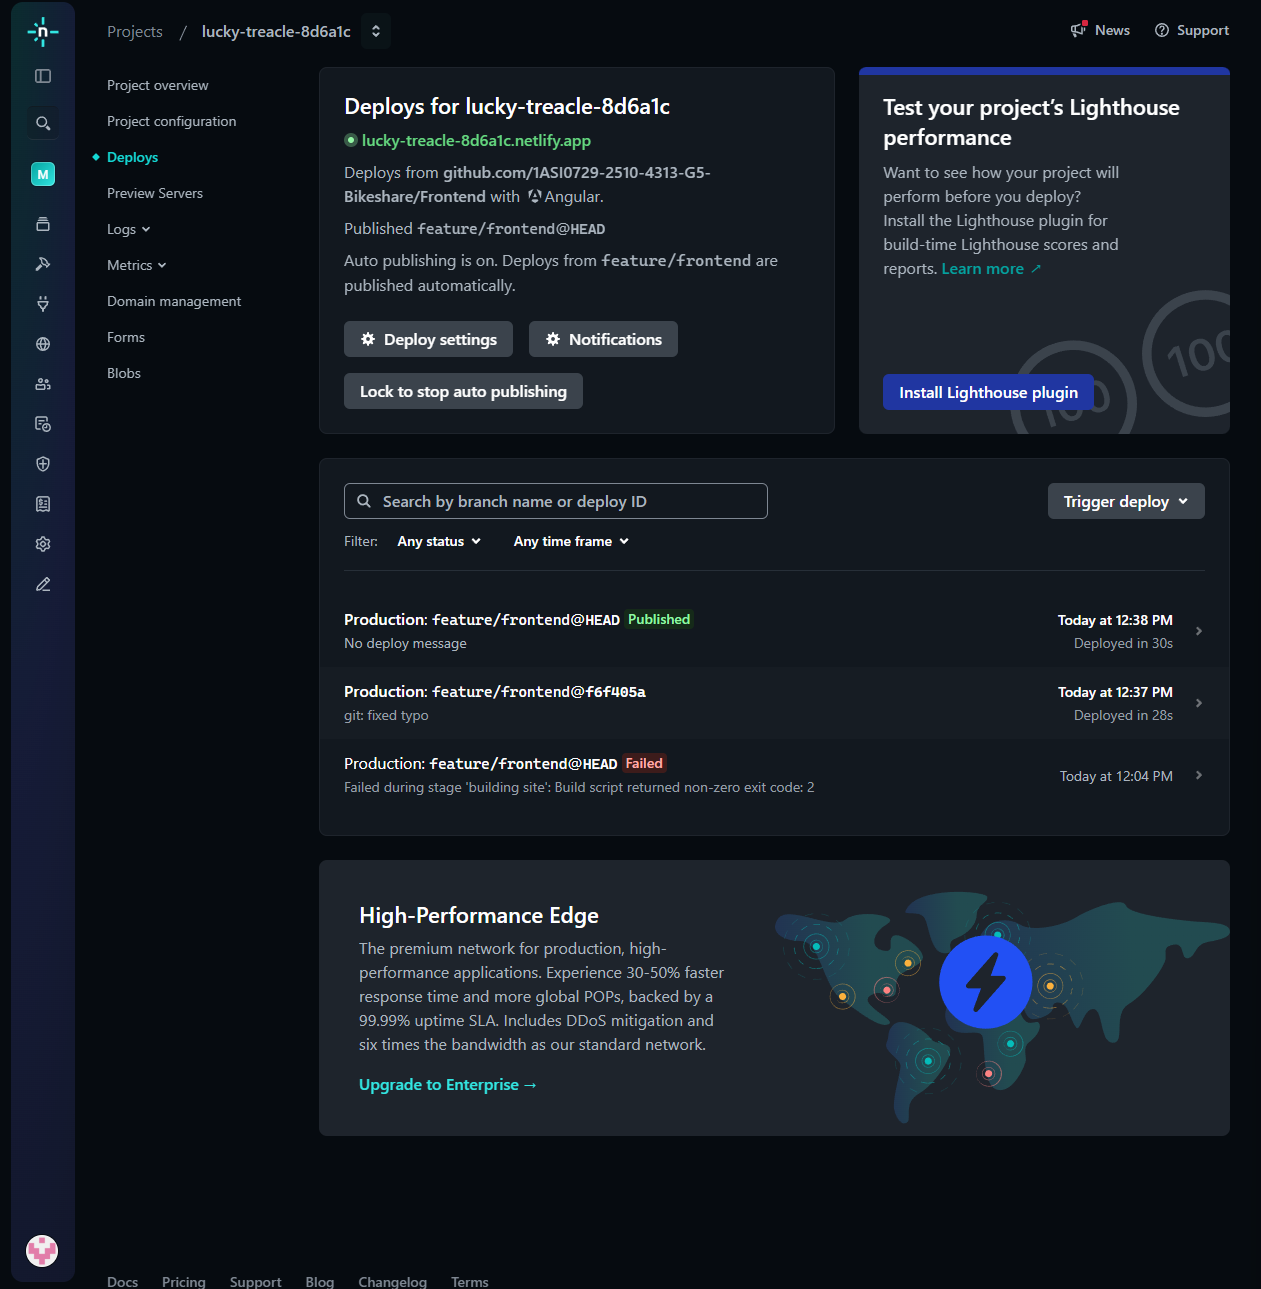 Projects / lucky-treacle-8d6a1c
News
Support
M
Project overview
Project configuration
Deploys
Preview Servers
Logs
Metrics
Domain management
Forms
Blobs
Deploys for lucky-treacle-8d6a1c
lucky-treacle-8d6a1c.netlify.app
Deploys from github.com/1ASI0729-2510-4313-G5-
Bikeshare/Frontend with Angular.
Published feature/frontend@HEAD
Auto publishing is on. Deploys from feature/frontend are
published automatically.
Deploy settings
Notifications
Lock to stop auto publishing
Test your project’s Lighthouse
performance
Want to see how your project will
perform before you deploy?
Install the Lighthouse plugin for
build-time Lighthouse scores and
reports. Learn more ↗
100
100
Install Lighthouse plugin
Search by branch name or deploy ID
Trigger deploy
Filter: Any status Any time frame
Production: feature/frontend@HEAD Published
No deploy message
Today at 12:38 PM
Deployed in 30s
Production: feature/frontend@f6f405a
git: fixed typo
Today at 12:37 PM
Deployed in 28s
Production: feature/frontend@HEAD Failed
Failed during stage 'building site': Build script returned non-zero exit code: 2
Today at 12:04 PM
High-Performance Edge
The premium network for production, high-
performance applications. Experience 30-50% faster
response time and more global POPs, backed by a
99.99% uptime SLA. Includes DDoS mitigation and
six times the bandwidth as our standard network.
Upgrade to Enterprise →
Docs Pricing Support Blog Changelog Terms